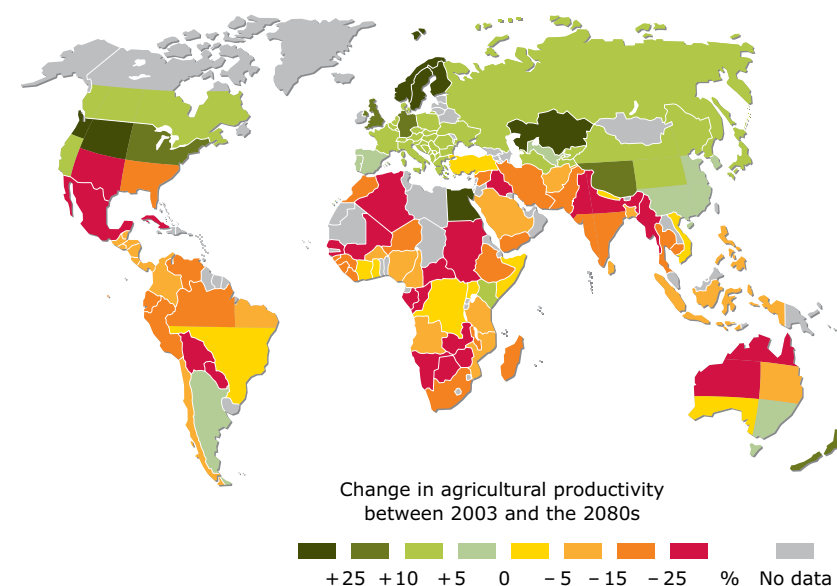 Change in agricultural productivity
between 2003 and the 2080s
+25 +10 +5 0 –5 –15 –25 % No data